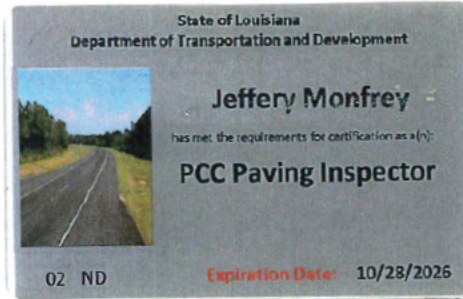 State of Louisiana
Department of Transportation and Development
Jeffery Monfrey
has met the requirements for certification as a(n):
PCC Paving Inspector
02 ND
Expiration Date: 10/28/2026